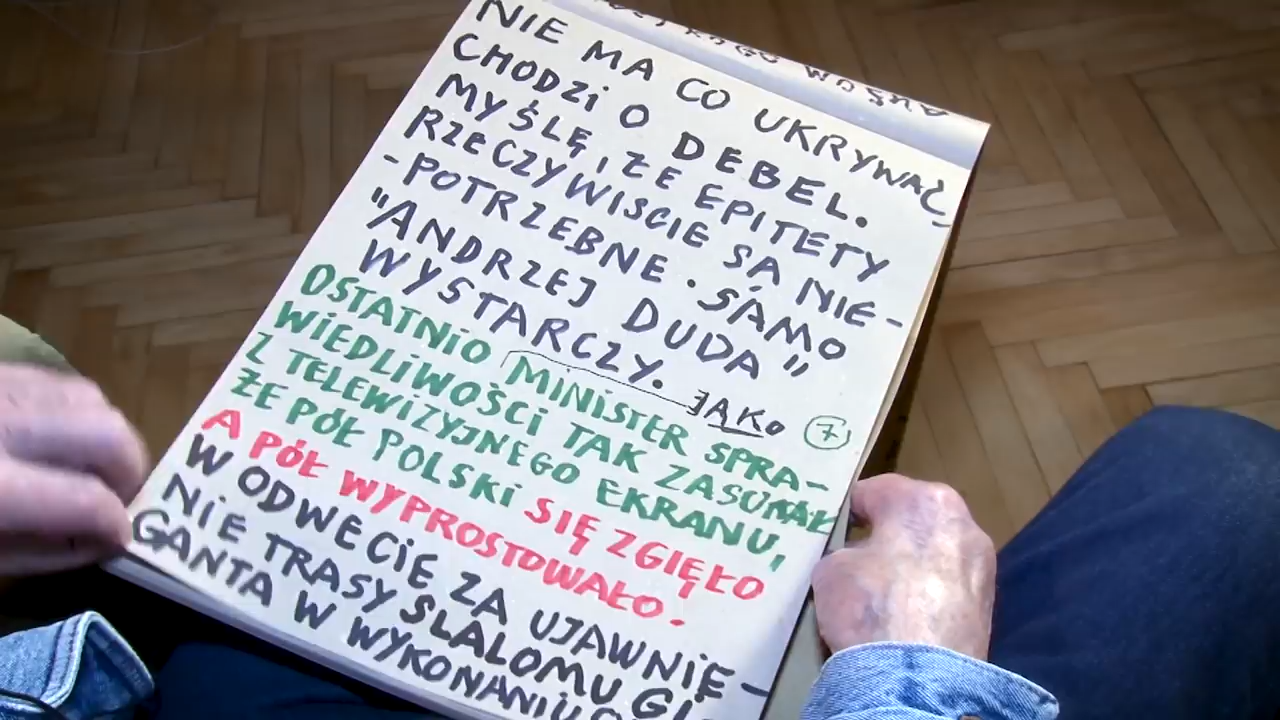 NIE MA CO UKRYWAĆ,
CHODZI O DEBEL.
MYŚLĘ, ŻE EPITETY
RZECZYWIŚCIE SĄ NIE-
-POTRZEBNE. SAMO
"ANDRZEJ DUDA"
WYSTARCZY.
JAKO 7
OSTATNIO MINISTER SPRA-
WIEDLIWOŚCI TAK ZASUWAŁ
Z TELEWIZYJNEGO EKRANU,
ŻE PÓŁ POLSKI SIĘ ZGIĘŁO
A PÓŁ WYPROSTOWAŁO.
W ODWECIE ZA UJAWNIE-
NIE TRASY SLALOMU GI
GANTA W WYKONANIU